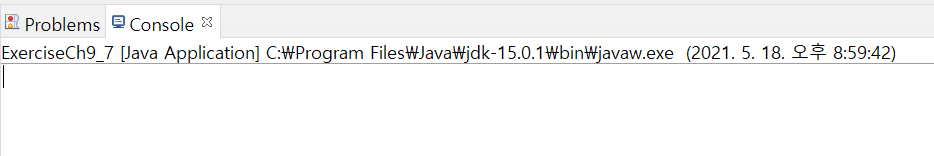 Problems Console
ExerciseCh9_7 [Java Application] C:₩Program Files₩Java₩jdk-15.0.1₩bin₩javaw.exe (2021. 5. 18. 오후 8:59:42)